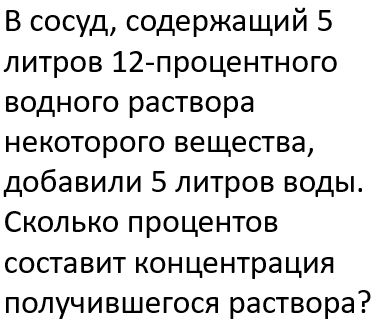 В сосуд, содержащий 5
литров 12-процентного
водного раствора
некоторого вещества,
добавили 5 литров воды.
Сколько процентов
составит концентрация
получившегося раствора?